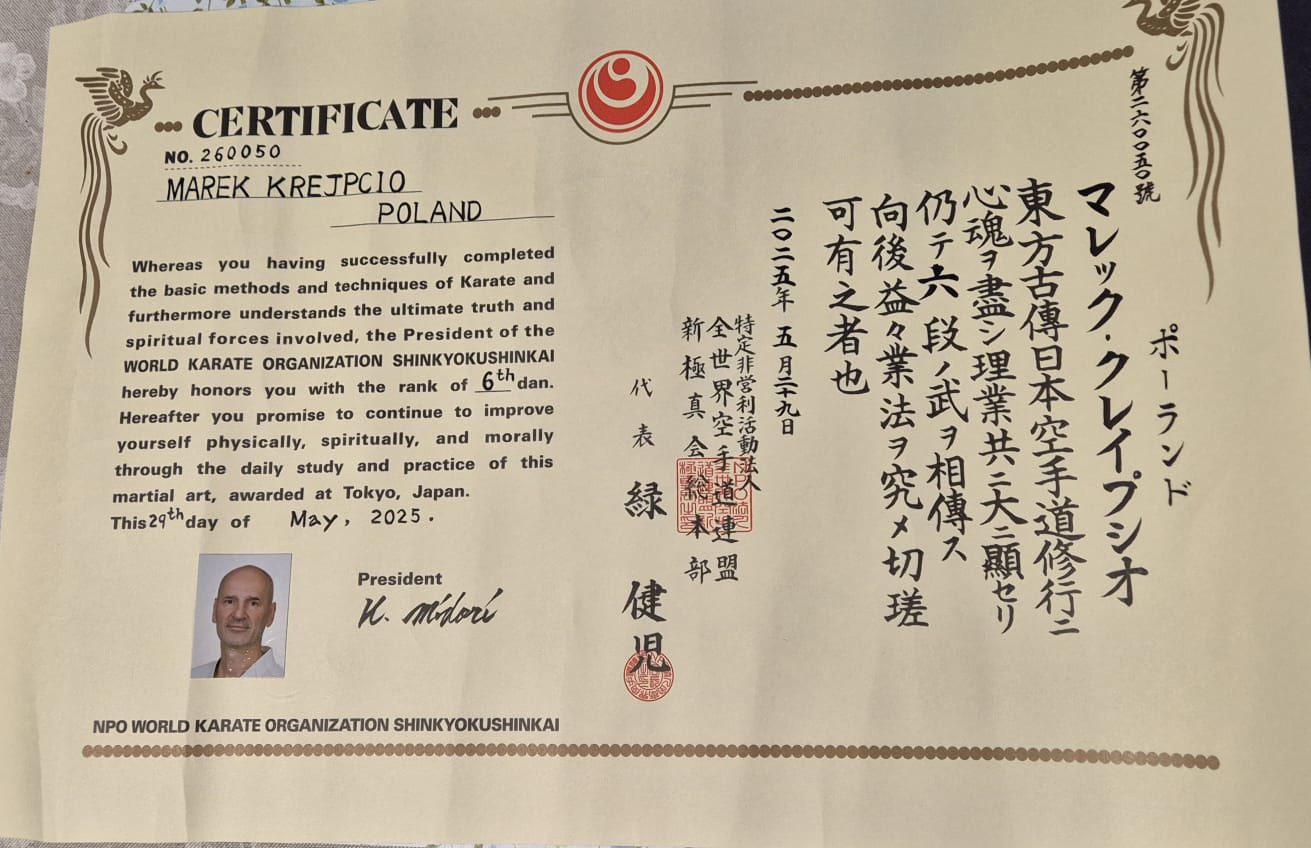 CERTIFICATE
NO. 260050
MAREK KREJPCIO
POLAND
Whereas you having successfully completed
the basic methods and techniques of Karate and
furthermore understands the ultimate truth and
spiritual forces involved, the President of the
WORLD KARATE ORGANIZATION SHINKYOKUSHINKAI
hereby honors you with the rank of 6th dan.
Hereafter you promise to continue to improve
yourself physically, spiritually, and morally
through the daily study and practice of this
martial art, awarded at Tokyo, Japan.
This 29th day of May, 2025.
President
K. Midori
NPO WORLD KARATE ORGANIZATION SHINKYOKUSHINKAI
第二六〇〇五〇號
ポーランド
マレック・クレイプシオ
東方古傳日本空手道修行ニ
心魂ヲ盡シ理業共ニ大ニ顯セリ
仍テ六段ノ武ヲ相傳ス
向後益々業法ヲ究メ切瑳
可有之者也
二〇二五年 五月二十九日
特定非営利活動法人
全世界空手道連盟
新極真会総本部
代表 緑 健児